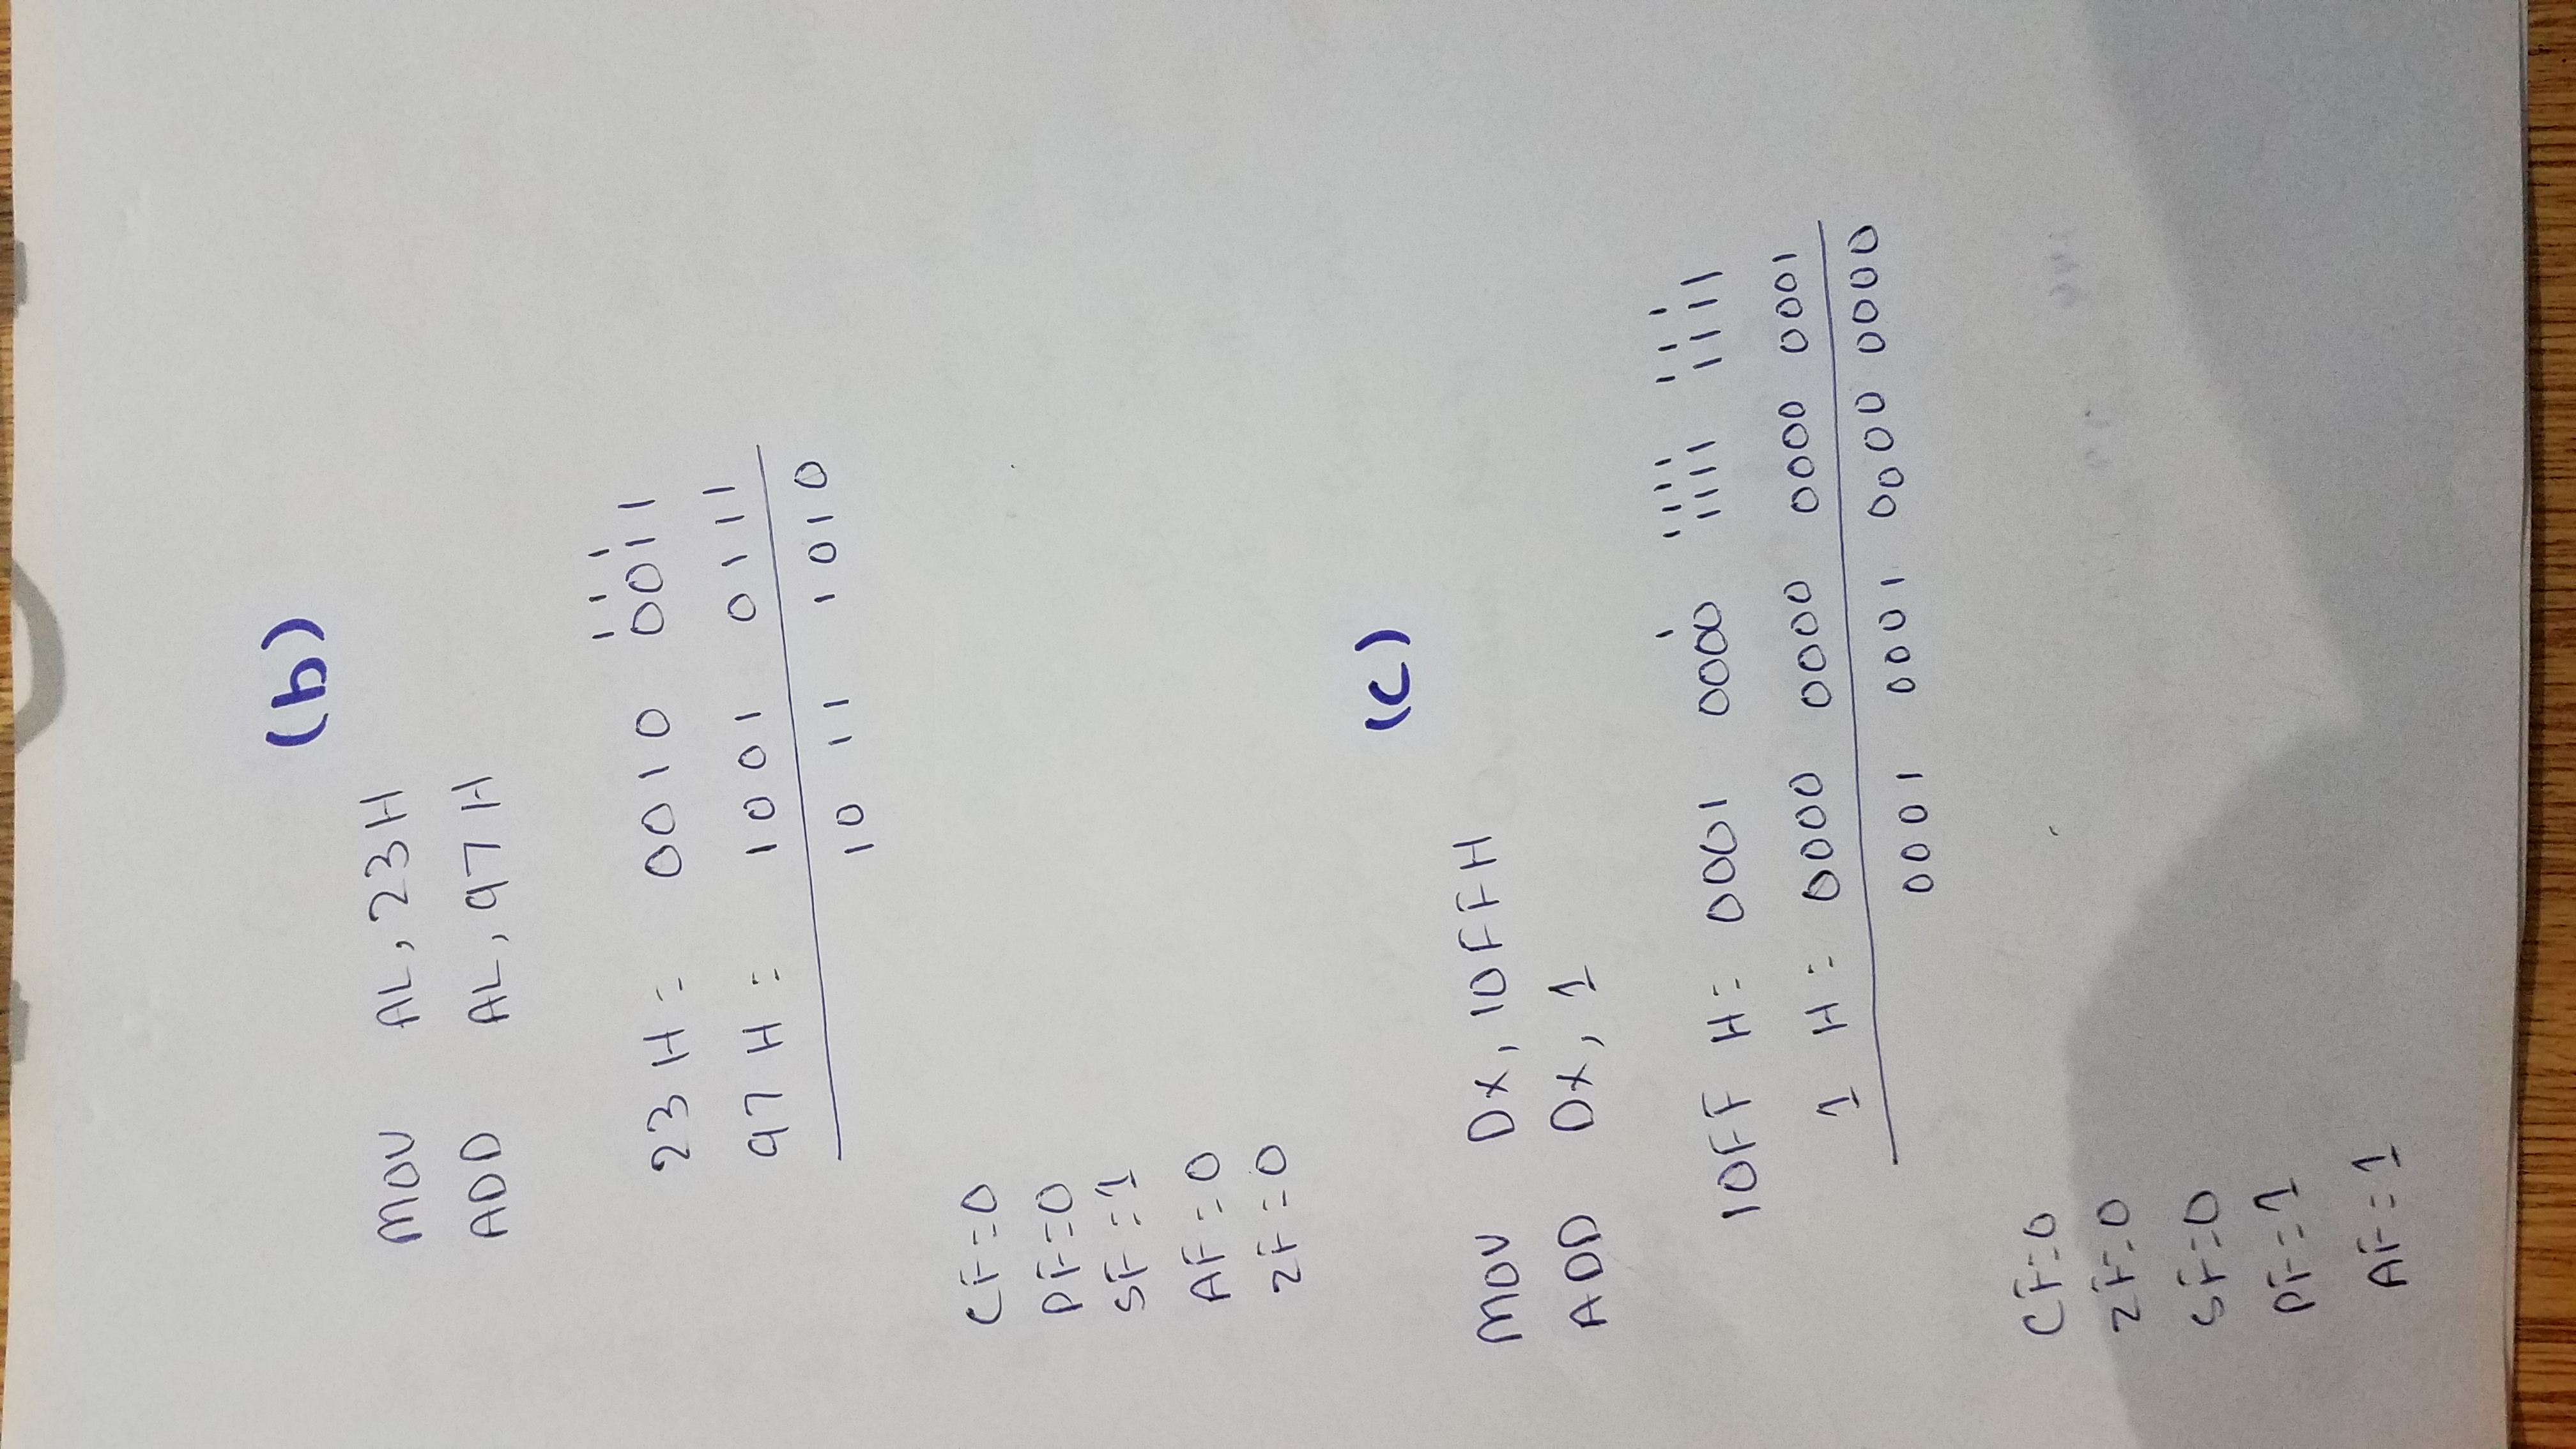 (b)
MOV AL, 23H
ADD AL, 97H
1 1 1
23 H = 0010 0011
97 H = 1001 0111
1011 1010
CF=0
PF=0
SF=1
AF=0
ZF=0
(c)
MOV DX, 10FFH
ADD DX, 1
1 1111 111
10FF H = 0001 0000 1111 1111
1 H = 0000 0000 0000 0001
0001 0001 0000 0000
CF=0
ZF=0
SF=0
PF=1
AF=1